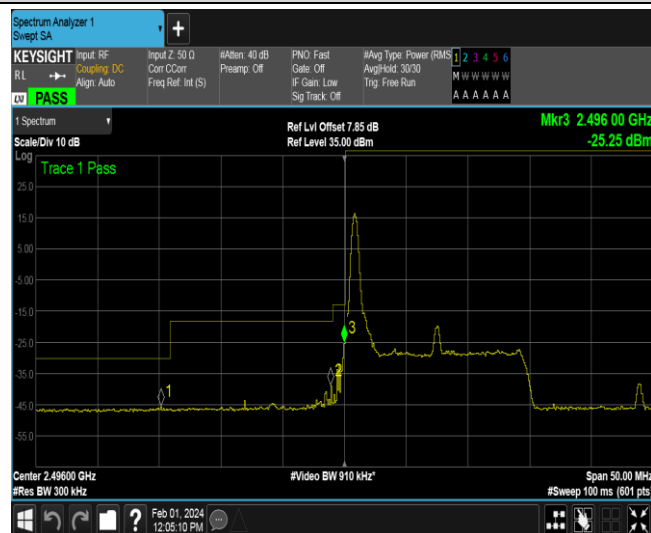 Spectrum Analyzer 1
Swept SA
+
KEYSIGHT
RL
LXI PASS
Input: RF
Coupling: DC
Align: Auto
Input Z: 50 Ω
Corr CCorr
Freq Ref: Int (S)
#Atten: 40 dB
Preamp: Off
PNO: Fast
Gate: Off
IF Gain: Low
Sig Track: Off
#Avg Type: Power (RMS
Avg|Hold: 30/30
Trig: Free Run
1 2 3 4 5 6
M W W W W W
A A A A A A
1 Spectrum
Scale/Div 10 dB
Ref Lvl Offset 7.85 dB
Ref Level 35.00 dBm
Mkr3 2.496 00 GHz
-25.25 dBm
Log
Trace 1 Pass
25.0
15.0
5.00
-5.00
-15.0
-25.0
-35.0
-45.0
-55.0
1
2
3
Center 2.49600 GHz
#Video BW 910 kHz*
Span 50.00 MHz
#Res BW 300 kHz
#Sweep 100 ms (601 pts)
?
Feb 01, 2024
12:05:10 PM